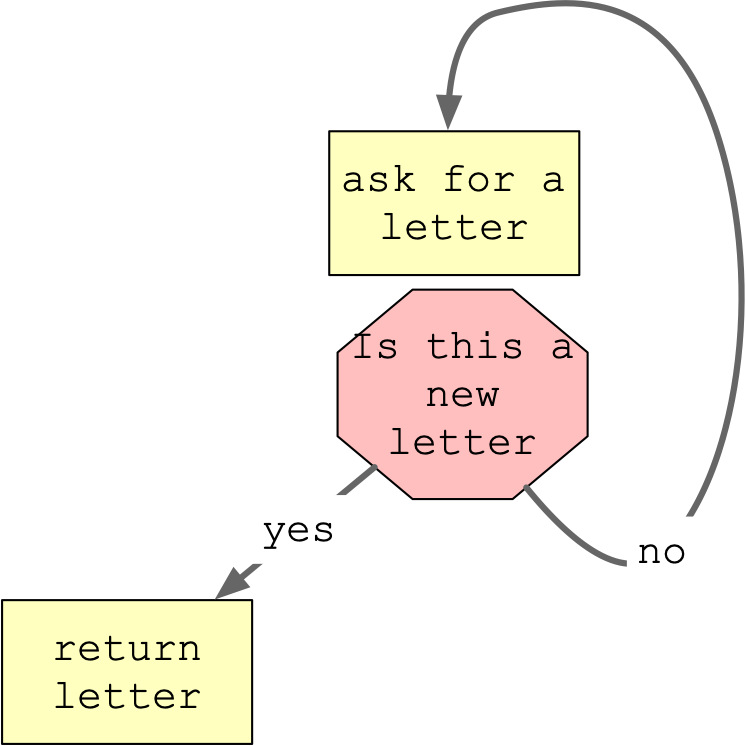 ask for a
letter
Is this a
new
letter
yes
no
return
letter